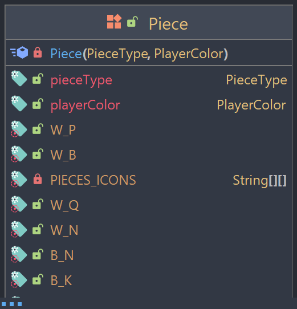 Piece
Piece(PieceType, PlayerColor)
pieceType PieceType
playerColor PlayerColor
W_P
W_B
PIECES_ICONS String[][]
W_Q
W_N
B_N
B_K